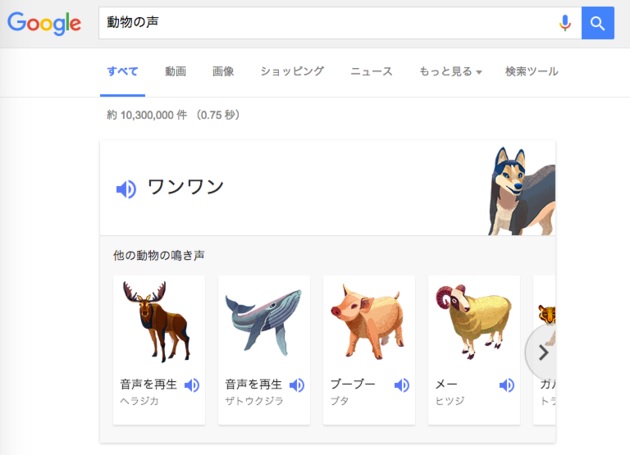 Google 動物の声
すべて 動画 画像 ショッピング ニュース もっと見る 検索ツール
約 10,300,000 件 （0.75 秒）
ワンワン
他の動物の鳴き声
音声を再生 音声を再生 ブーブー メー ガル
ヘラジカ ザトウクジラ ブタ ヒツジ トラ